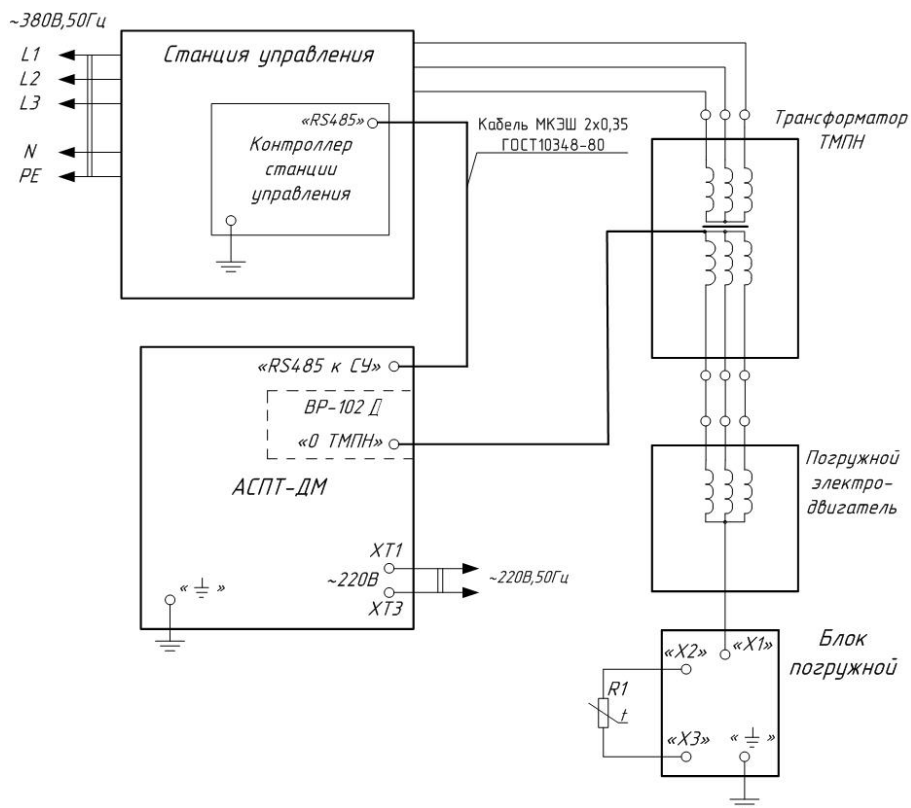 ~380В,50Гц
L1
L2
L3
N
PE
Станция управления
«RS485»
Контроллер
станции
управления
Кабель МКЭШ 2х0,35
ГОСТ10348-80
Трансформатор
ТМПН
«RS485 к СУ»
ВР-102 Д
«0 ТМПН»
АСПТ-ДМ
XT1
~220В
XT3
~220В,50Гц
« »
Погружной
электро-
двигатель
Блок
погружной
«X2»
«X1»
R1
t
«X3»
« »